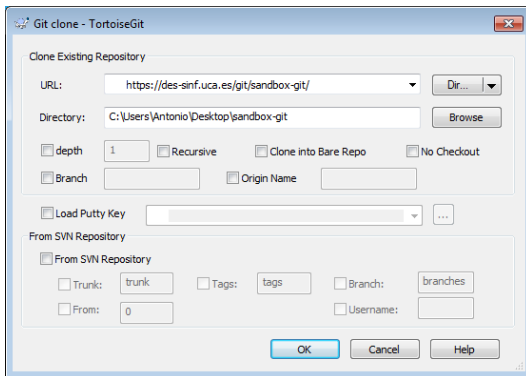 Git clone - TortoiseGit
Clone Existing Repository
URL: https://des-sinf.uca.es/git/sandbox-git/ Dir...
Directory: C:\Users\Antonio\Desktop\sandbox-git Browse
depth 1 Recursive Clone into Bare Repo No Checkout
Branch Origin Name
Load Putty Key ...
From SVN Repository
From SVN Repository
Trunk: trunk Tags: tags Branch: branches
From: 0 Username:
OK Cancel Help